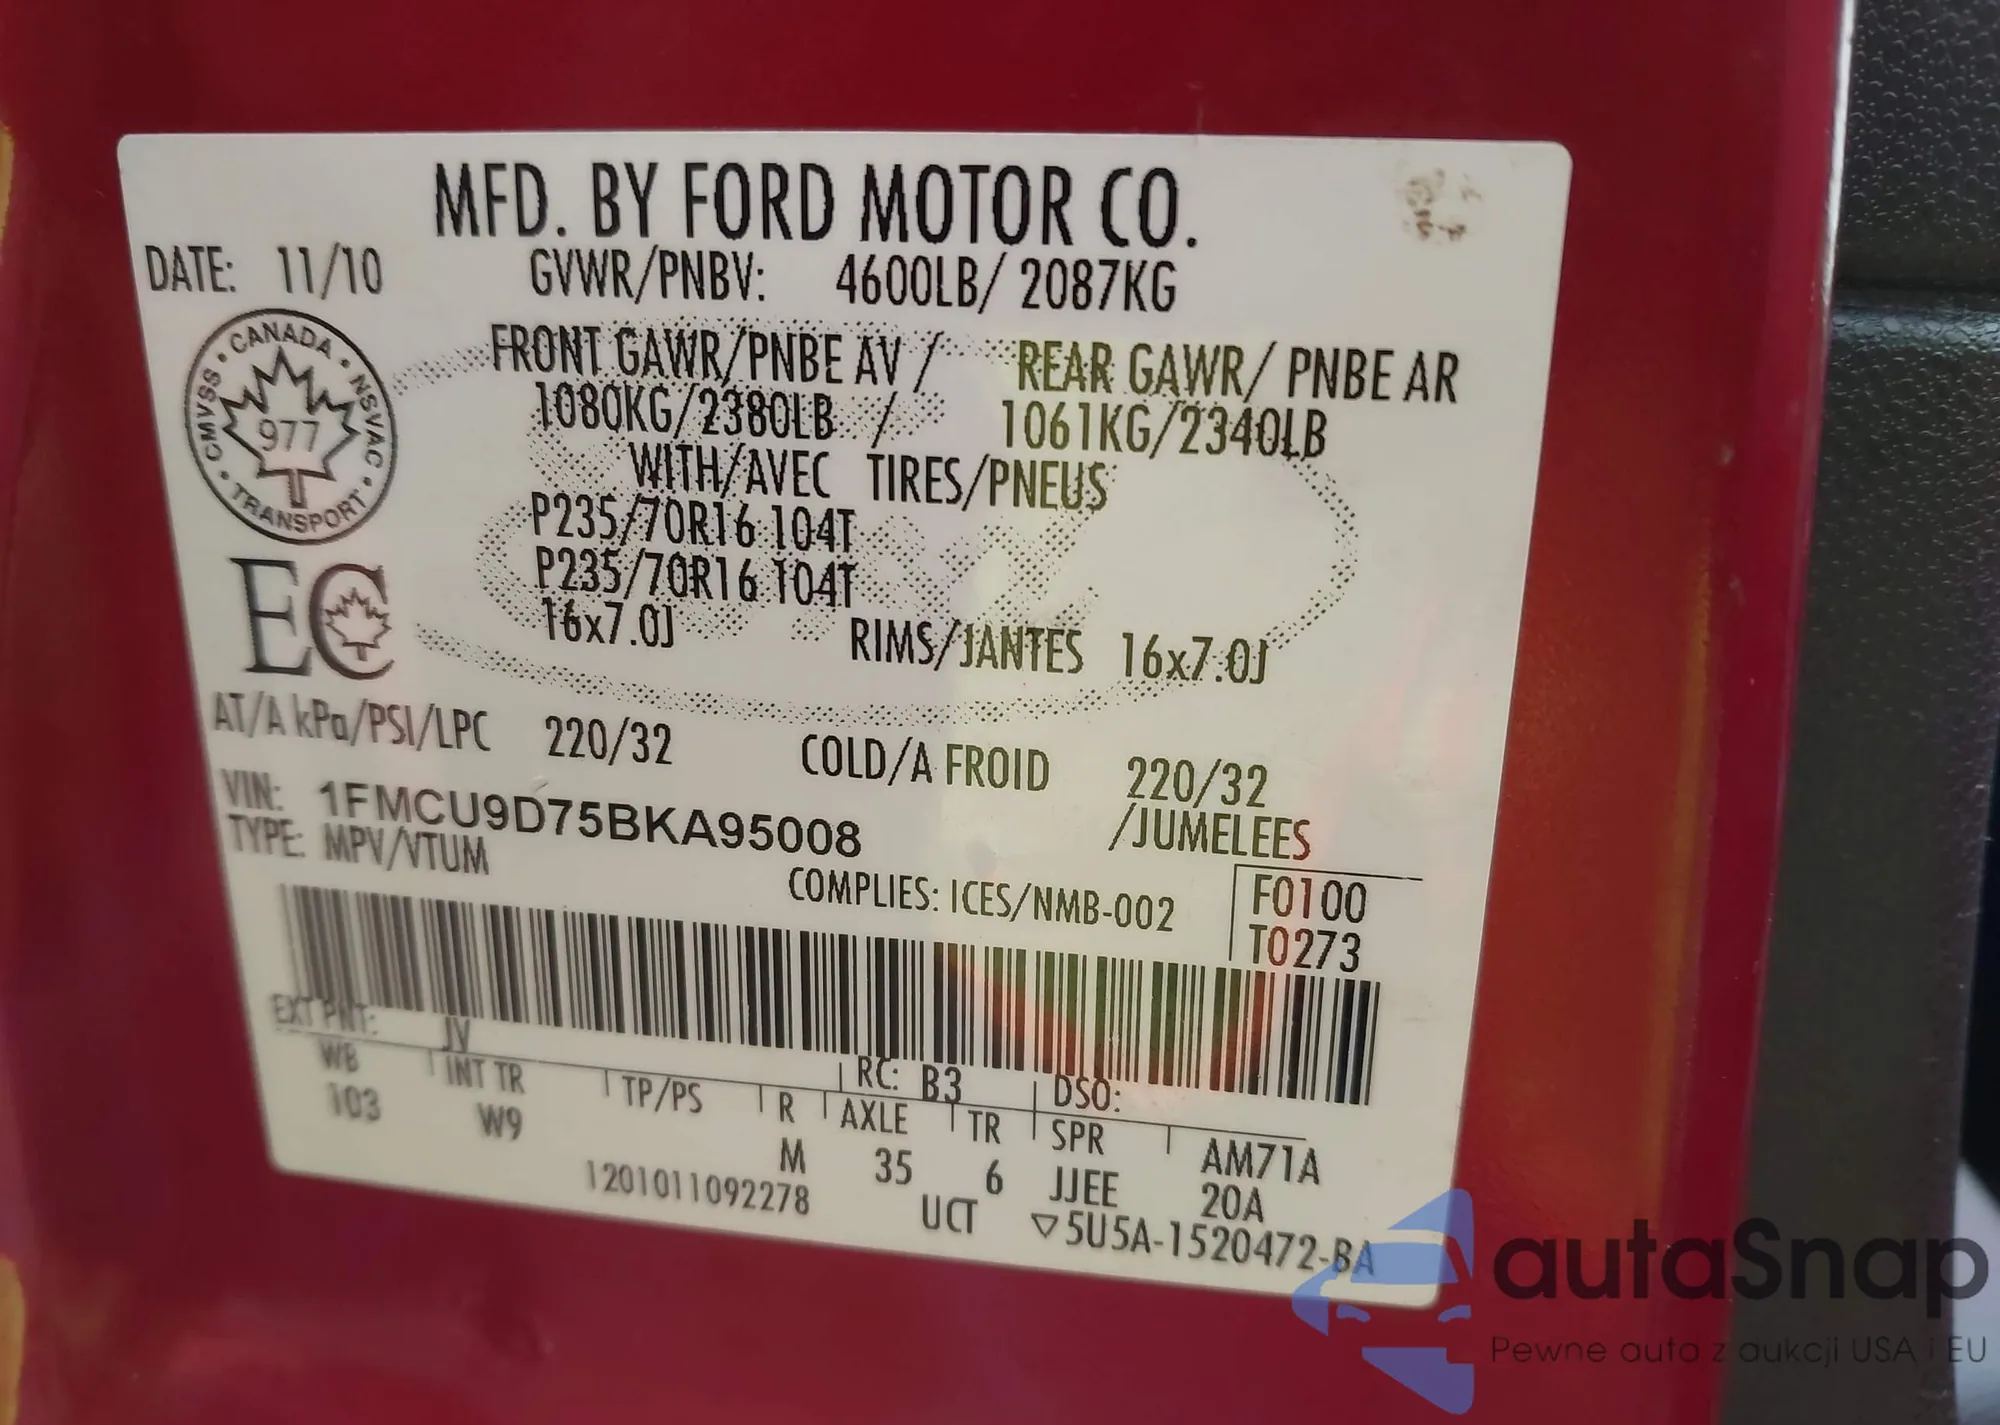 MFD. BY FORD MOTOR CO.
DATE: 11/10 GVWR/PNBV: 4600LB/ 2087KG
FRONT GAWR/PNBE AV / REAR GAWR/ PNBE AR
1080KG/2380LB / 1061KG/2340LB
WITH/AVEC TIRES/PNEUS
P235/70R16 104T
P235/70R16 104T
16x7.0J RIMS/JANTES 16x7.0J
CANADA • NSVAC • TRANSPORT • CMVSS •
977
EC
AT/A kPa/PSI/LPC 220/32 COLD/A FROID 220/32
VIN: 1FMCU9D75BKA95008 /JUMELEES
TYPE: MPV/VTUM
COMPLIES: ICES/NMB-002 F0100
T0273
EXT PNT: JV RC: B3 DSO:
WB INT TR TP/PS R AXLE TR SPR AM71A
103 W9 M 35 6 JJEE 20A
1201011092278 UCT ▽5U5A-1520472-BA
autaSnap
Pewne auta z aukcji USA i EU